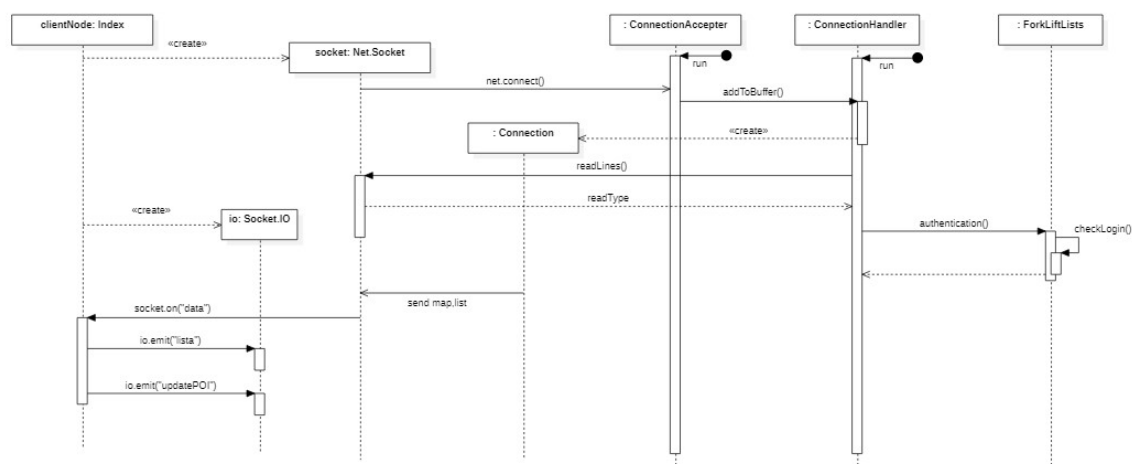 clientNode: Index
: ConnectionAccepter
: ConnectionHandler
: ForkLiftLists
«create»
socket: Net.Socket
run
run
net.connect()
addToBuffer()
: Connection
«create»
readLines()
readType
«create»
io: Socket.IO
authentication()
checkLogin()
send map,list
socket.on("data")
io.emit("lista")
io.emit("updatePOI")